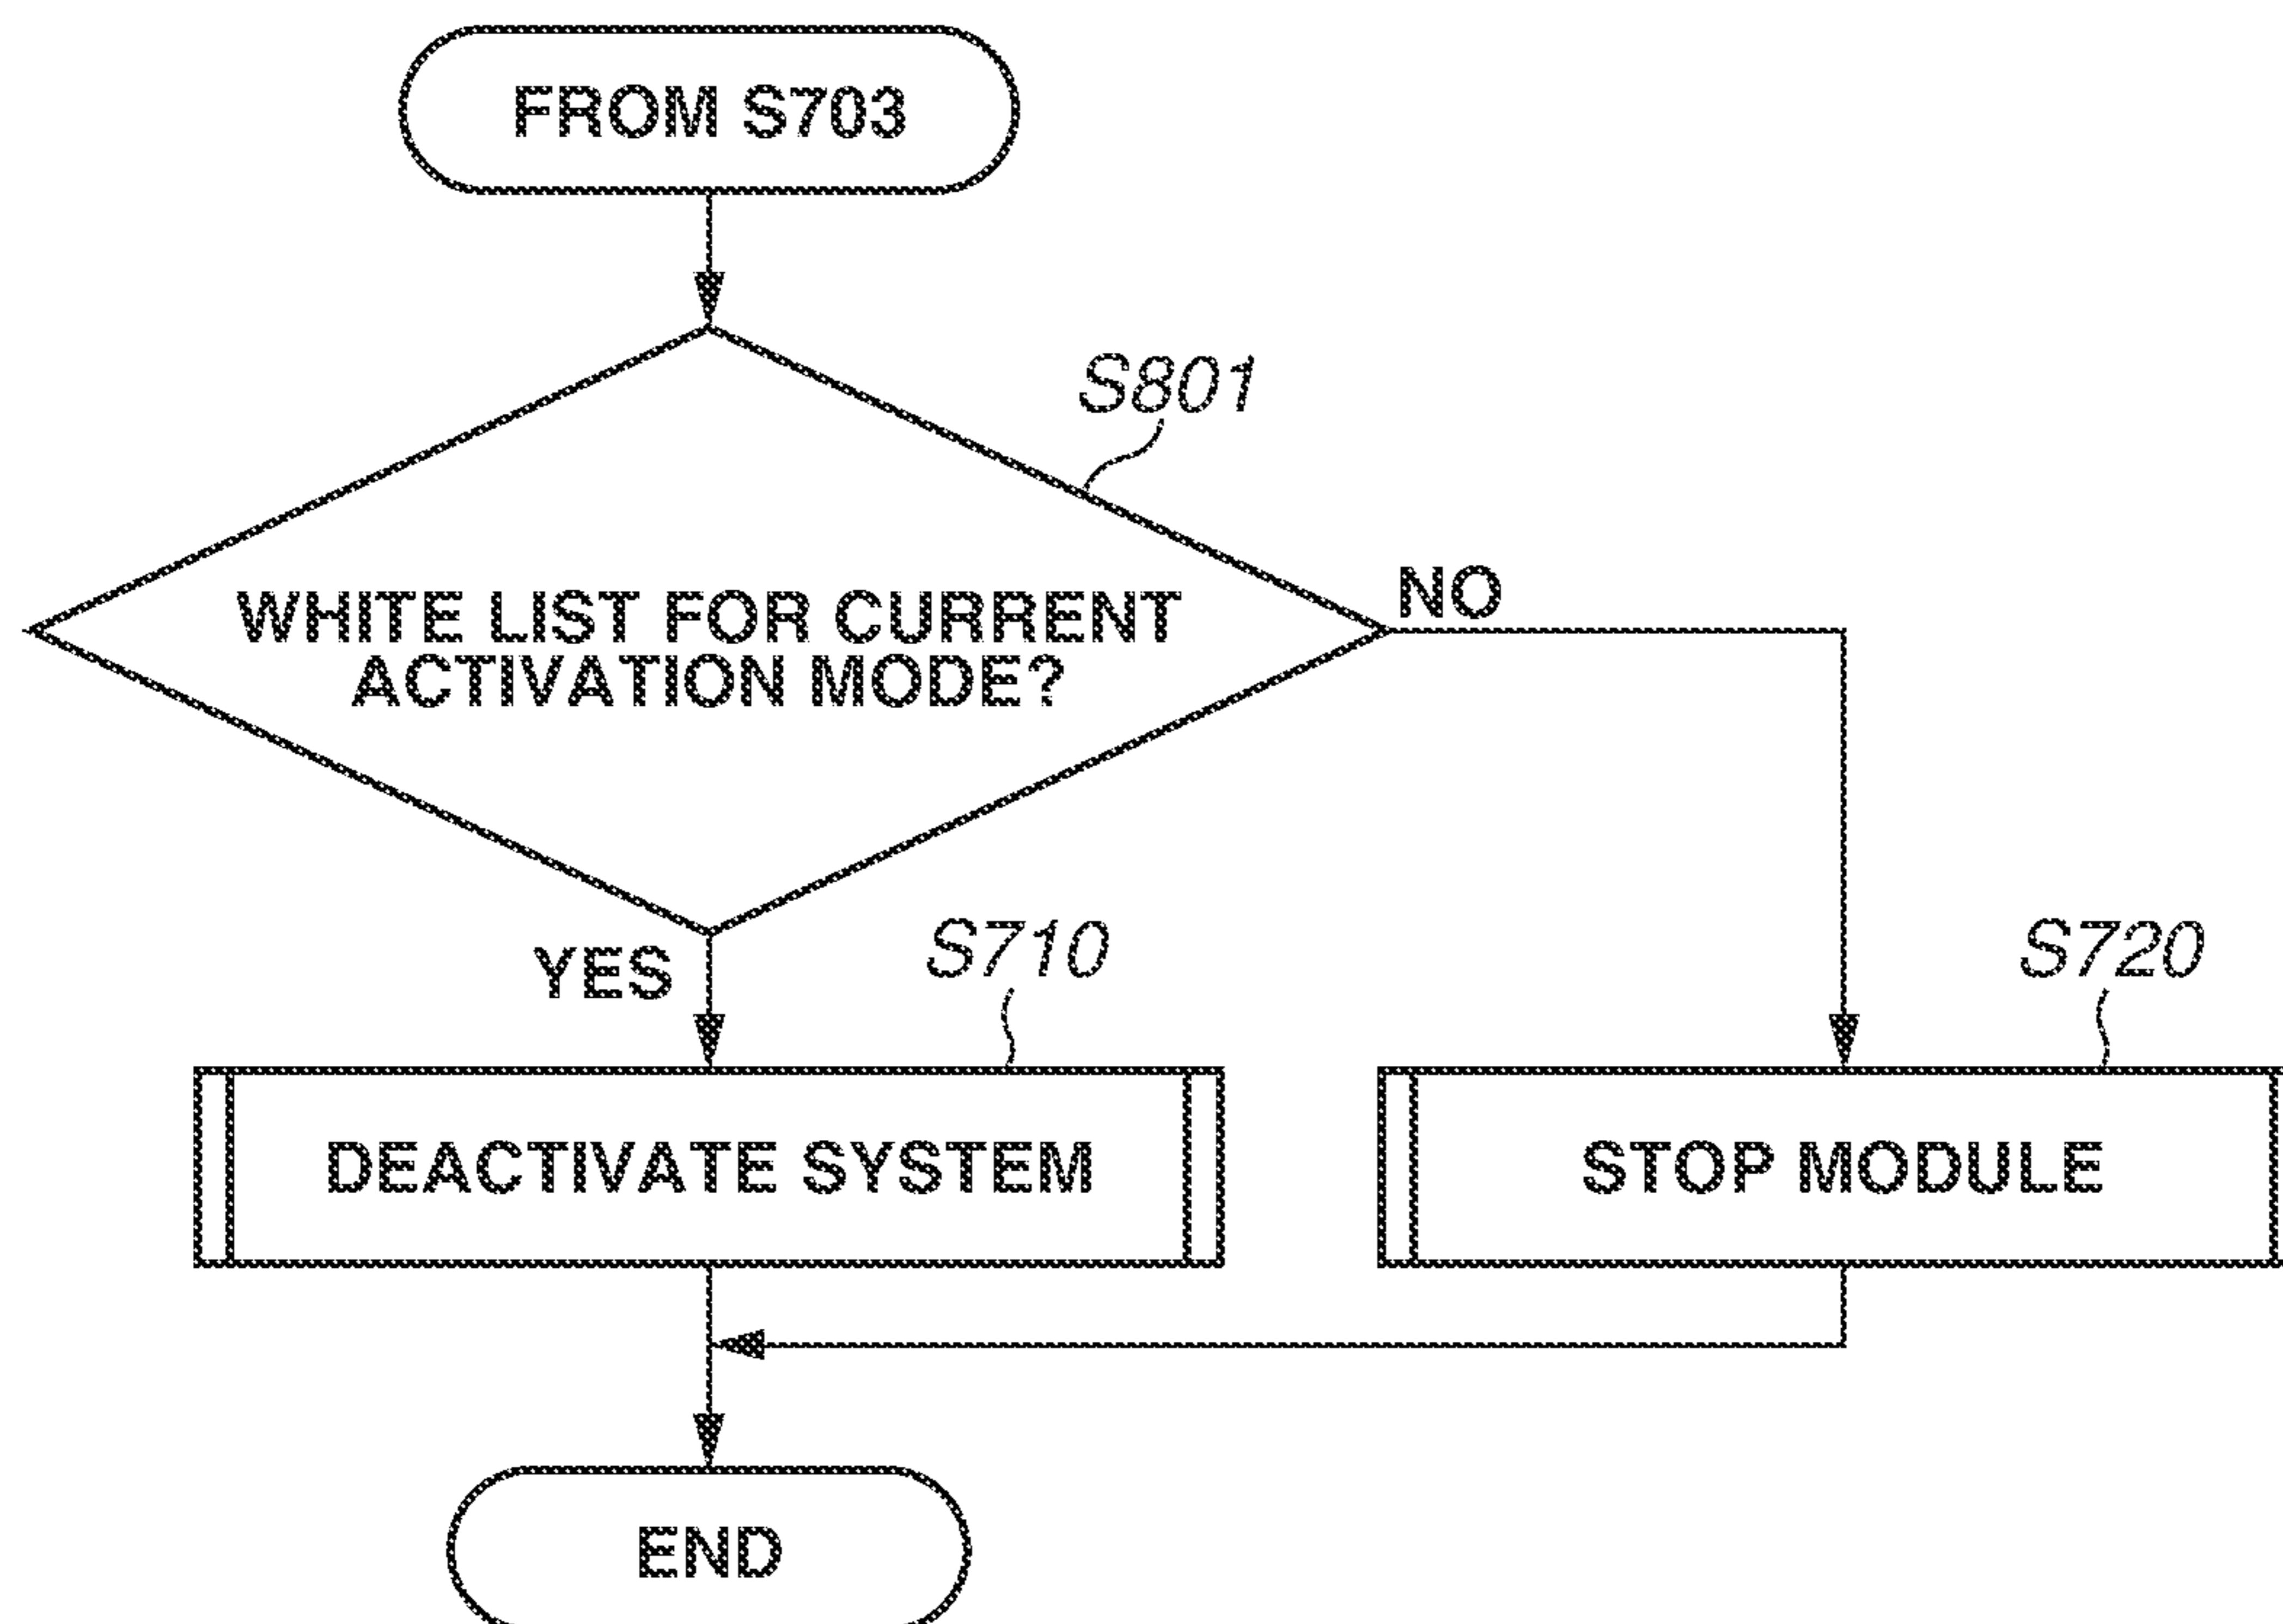 FROM S703
S801
WHITE LIST FOR CURRENT
ACTIVATION MODE?
NO
YES
S710
S720
DEACTIVATE SYSTEM
STOP MODULE
END